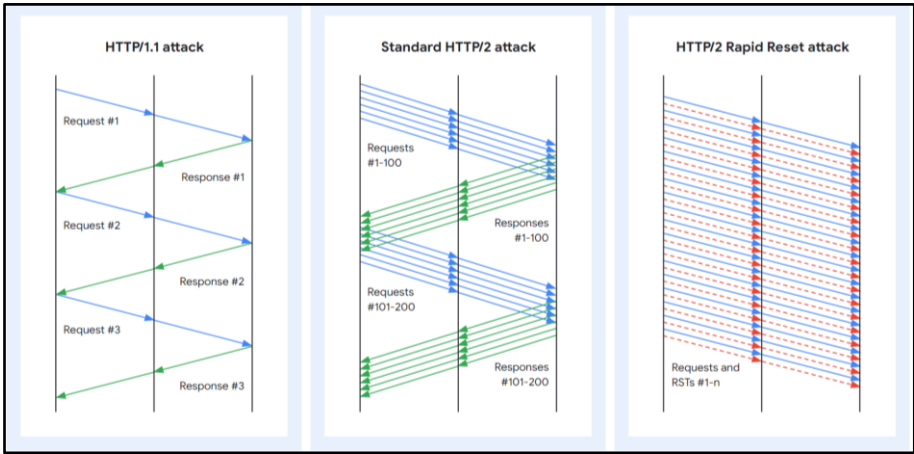 HTTP/1.1 attack
Request #1
Response #1
Request #2
Response #2
Request #3
Response #3
Standard HTTP/2 attack
Requests
#1-100
Responses
#1-100
Requests
#101-200
Responses
#101-200
HTTP/2 Rapid Reset attack
Requests and
RSTs #1-n